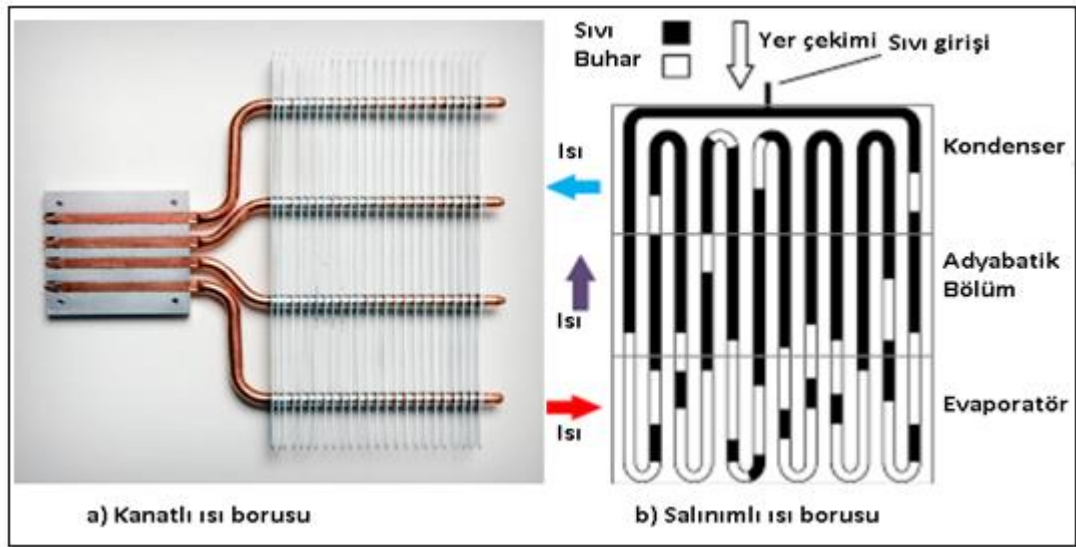 Sıvı
Buhar
Yer çekimi
Sıvı girişi
Isı
Kondenser
Isı
Adyabatik
Bölüm
Isı
Evaporatör
a) Kanatlı ısı borusu
b) Salınımlı ısı borusu